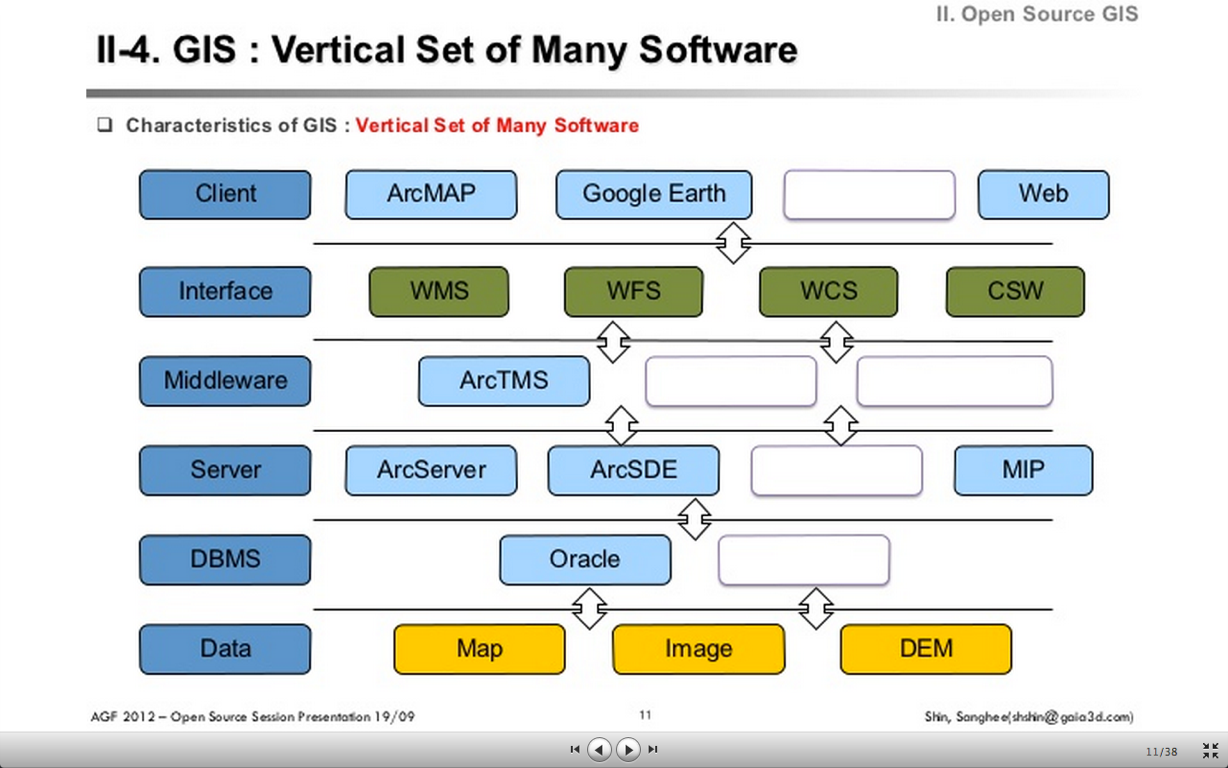 II. Open Source GIS
II-4. GIS : Vertical Set of Many Software
Characteristics of GIS : Vertical Set of Many Software
Client ArcMAP Google Earth Web
Interface WMS WFS WCS CSW
Middleware ArcTMS
Server ArcServer ArcSDE MIP
DBMS Oracle
Data Map Image DEM
AGF 2012 – Open Source Session Presentation 19/09 11 Shin, Sanghee(shshin@gaia3d.com)
11/38